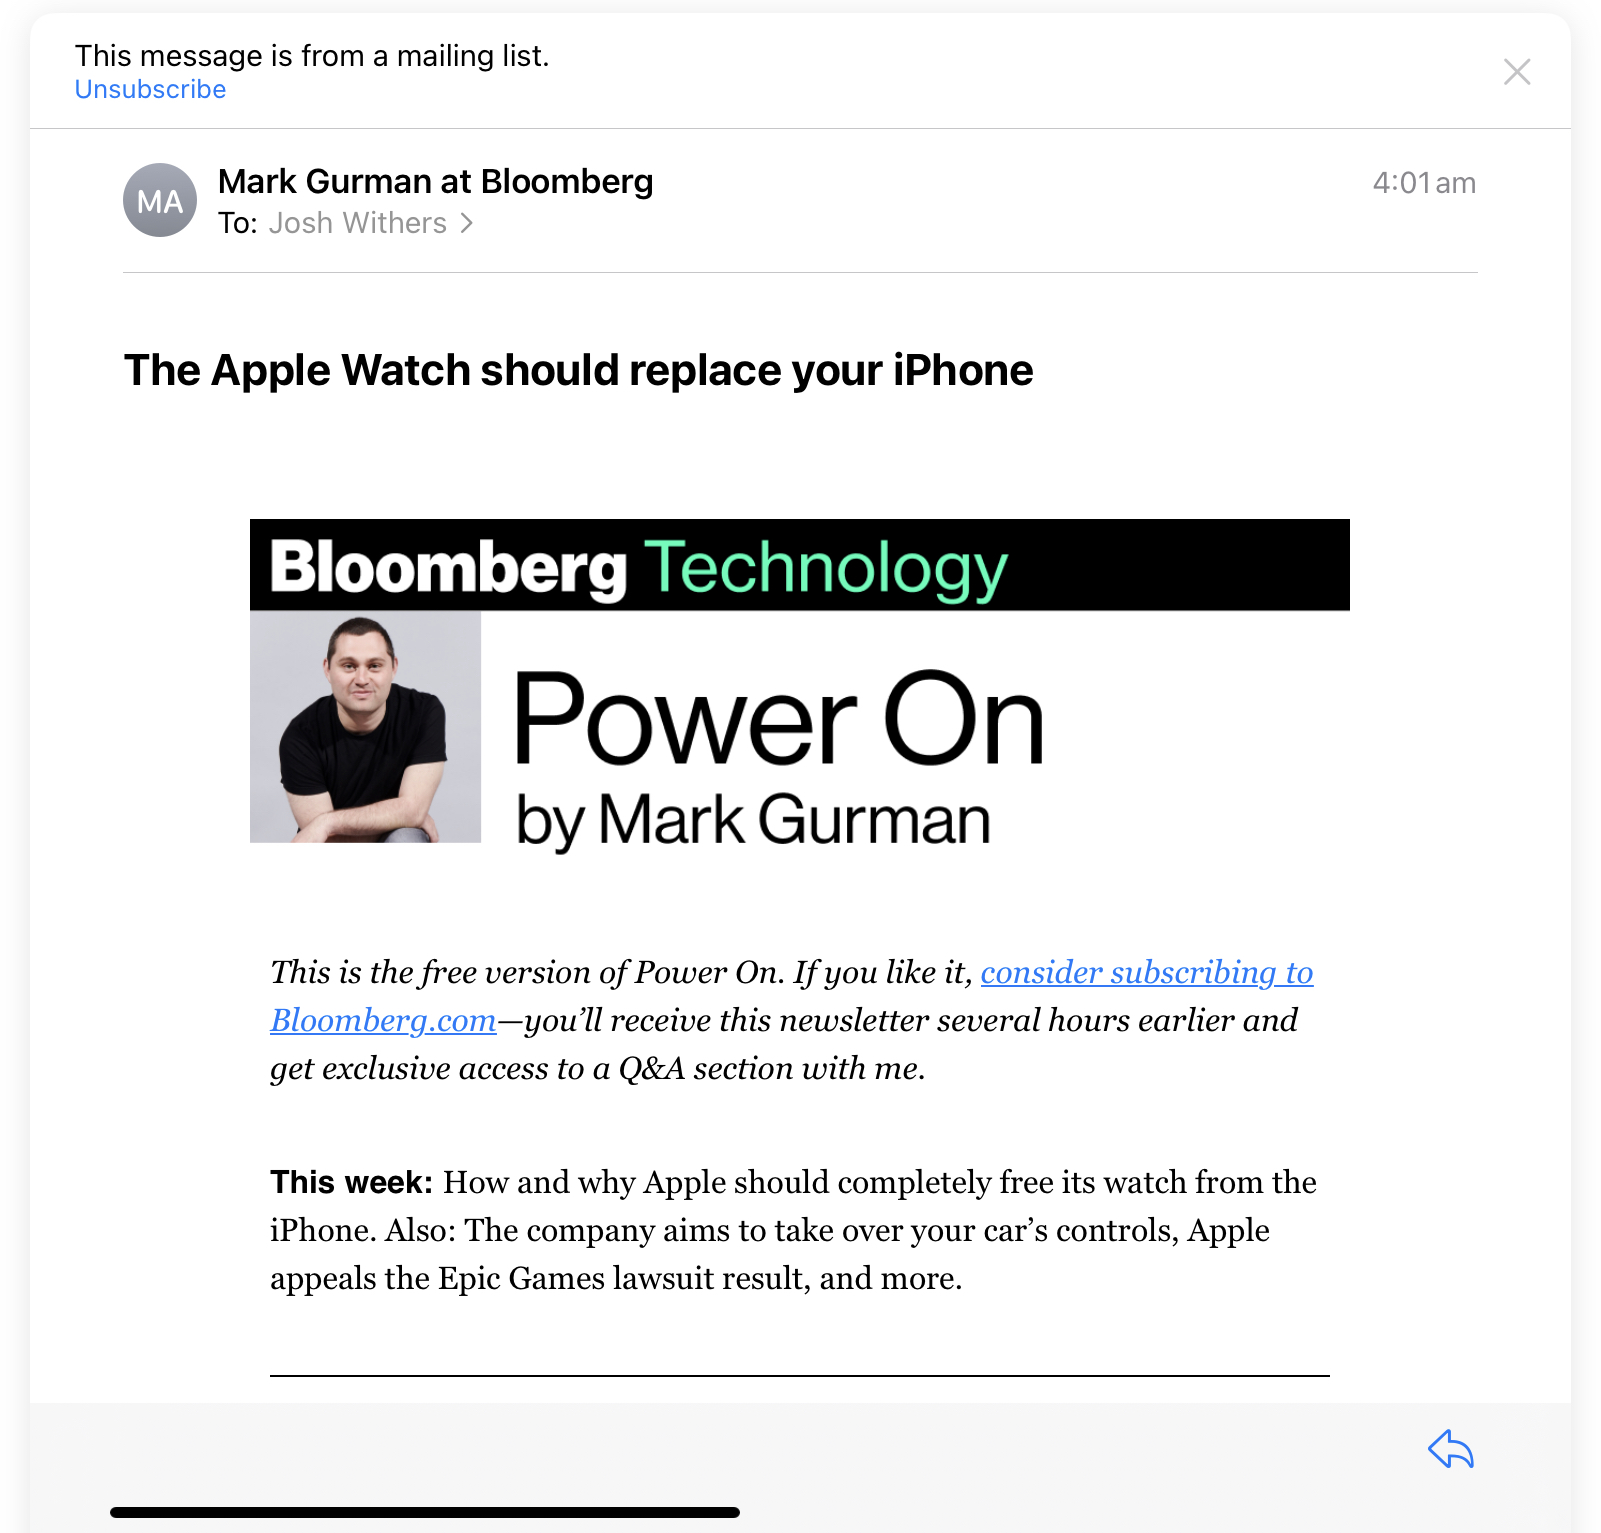 This message is from a mailing list.
Unsubscribe
MA
Mark Gurman at Bloomberg
4:01 am
To: Josh Withers
The Apple Watch should replace your iPhone
Bloomberg Technology
Power On
by Mark Gurman
This is the free version of Power On. If you like it, consider subscribing to
Bloomberg.com—you’ll receive this newsletter several hours earlier and
get exclusive access to a Q&A section with me.
This week: How and why Apple should completely free its watch from the
iPhone. Also: The company aims to take over your car’s controls, Apple
appeals the Epic Games lawsuit result, and more.